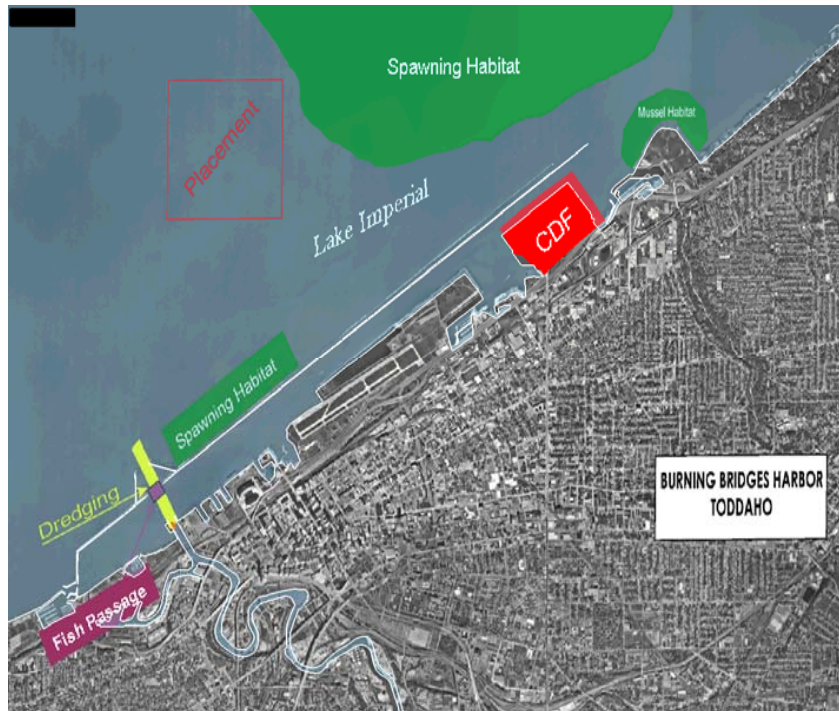 Spawning Habitat
Mussel Habitat
Placement
Lake Imperial
CDF
Spawning Habitat
Dredging
Fish Passage
BURNING BRIDGES HARBOR
TODDAHO